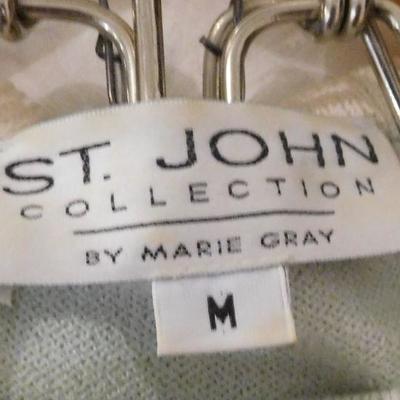 ST. JOHN
COLLECTION
BY MARIE GRAY
M